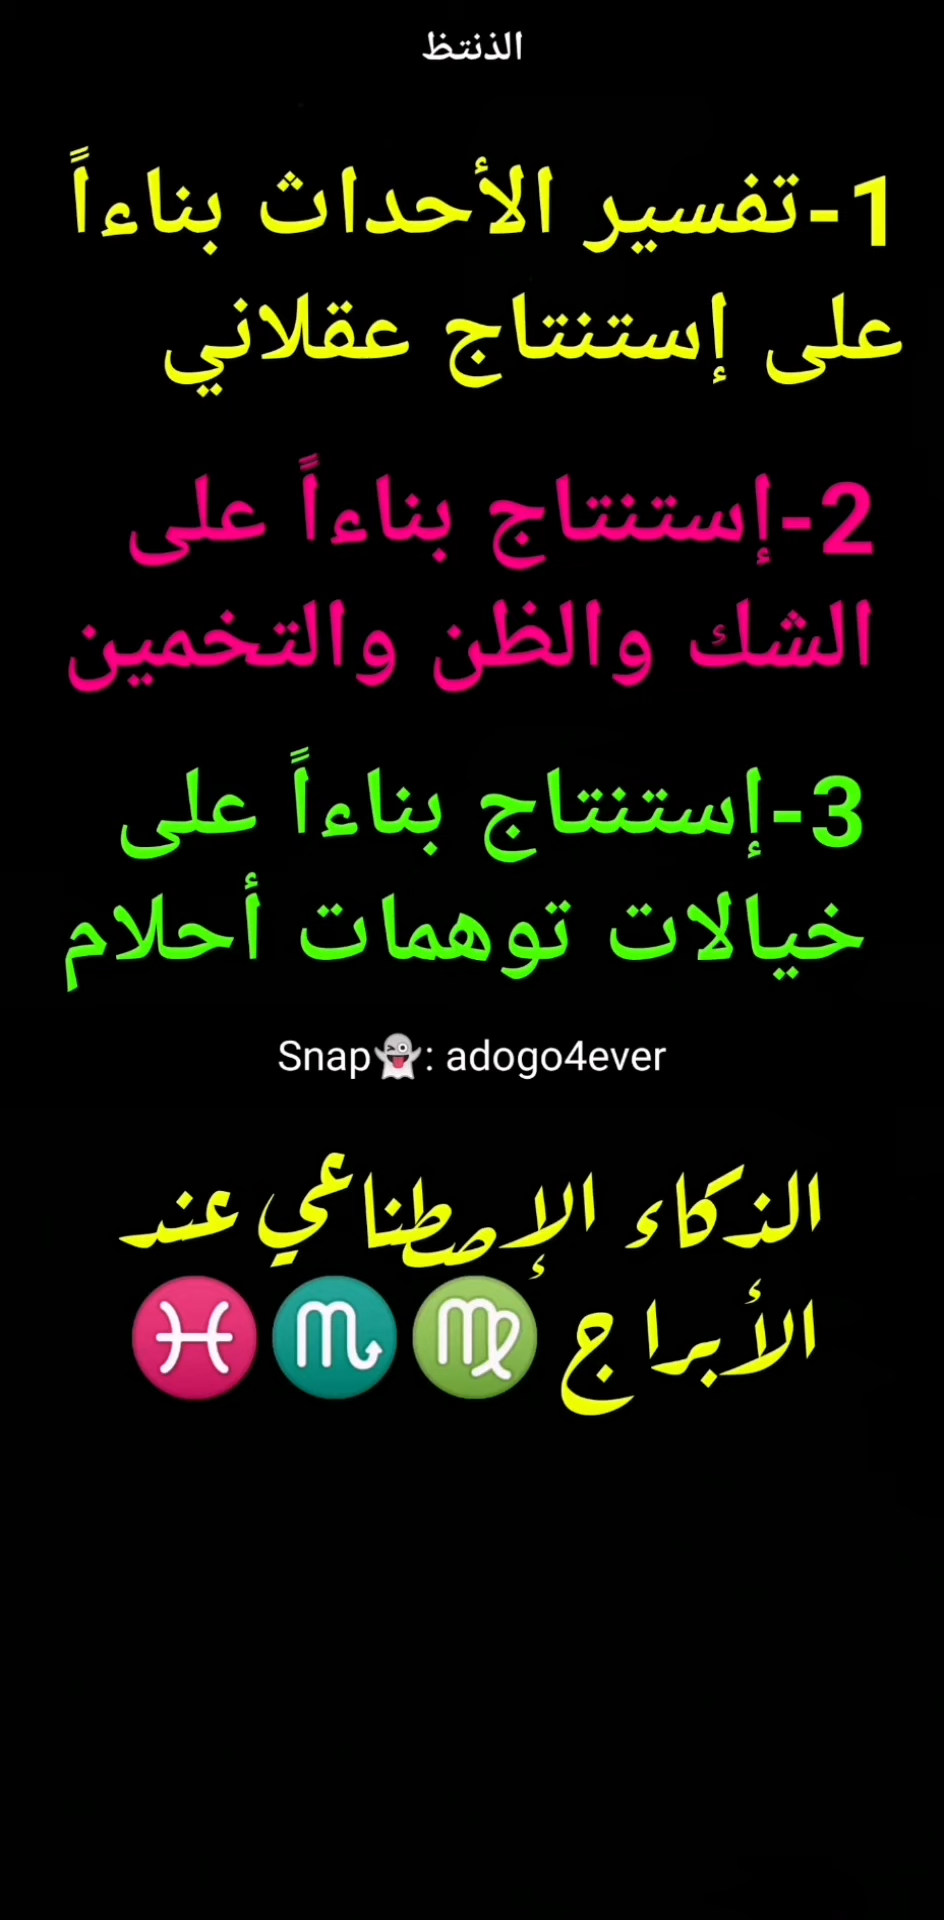 الذنتظ
1-تفسير الأحداث بناءاً
على إستنتاج عقلاني
2-إستنتاج بناءاً على
الشك والظن والتخمين
3-إستنتاج بناءاً على
خيالات توهمات أحلام
Snap👻: adogo4ever
الذكاء الإصطناعي عند
الأبراج ♍♏♓